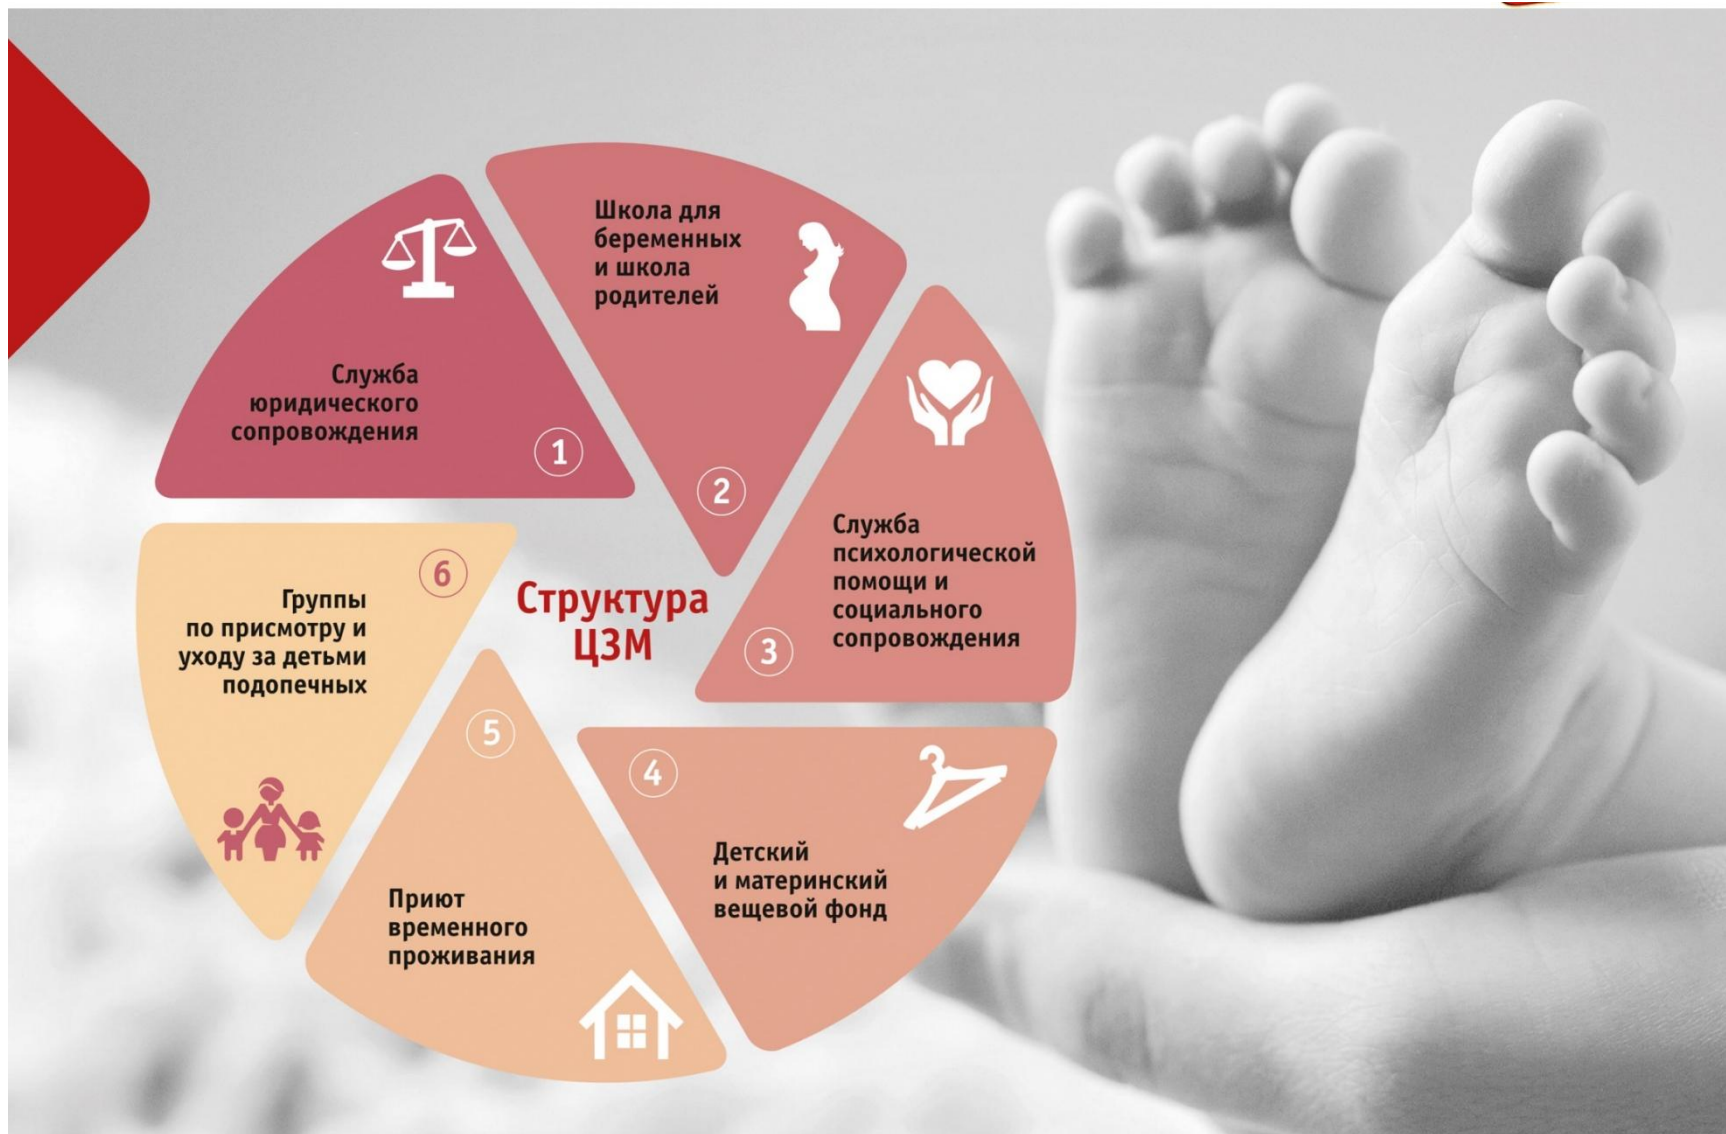 Служба
юридического
сопровождения
1
Школа для
беременных
и школа
родителей
2
Служба
психологической
помощи и
социального
сопровождения
3
Детский
и материнский
вещевой фонд
4
Приют
временного
проживания
5
Группы
по присмотру и
уходу за детьми
подопечных
6
Структура
ЦЗМ